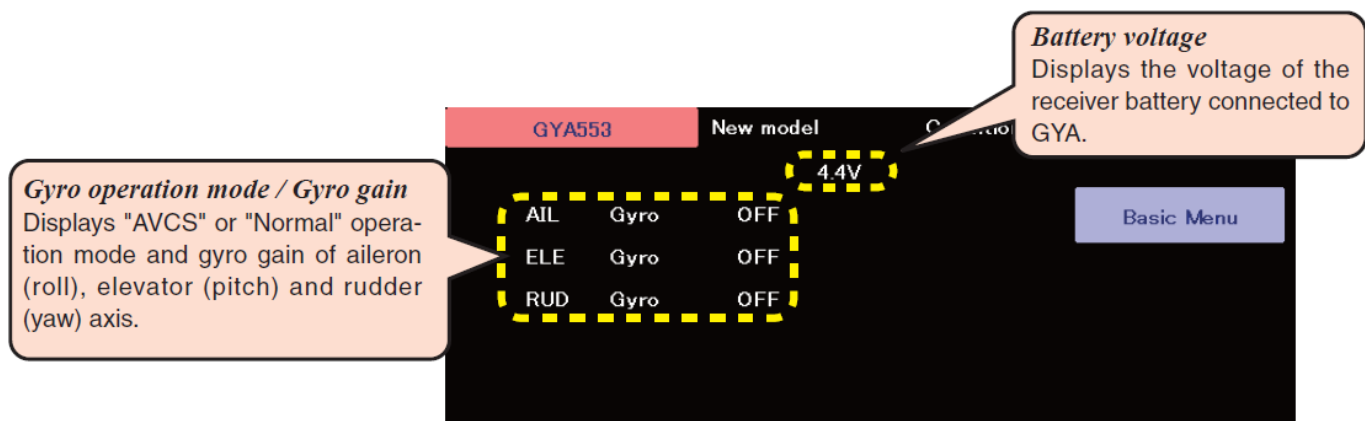 Battery voltage
Displays the voltage of the
receiver battery connected to
GYA.
GYA553 New model
4.4V
Gyro operation mode / Gyro gain
Displays "AVCS" or "Normal" opera-
tion mode and gyro gain of aileron
(roll), elevator (pitch) and rudder
(yaw) axis.
AIL Gyro OFF
ELE Gyro OFF
RUD Gyro OFF
Basic Menu